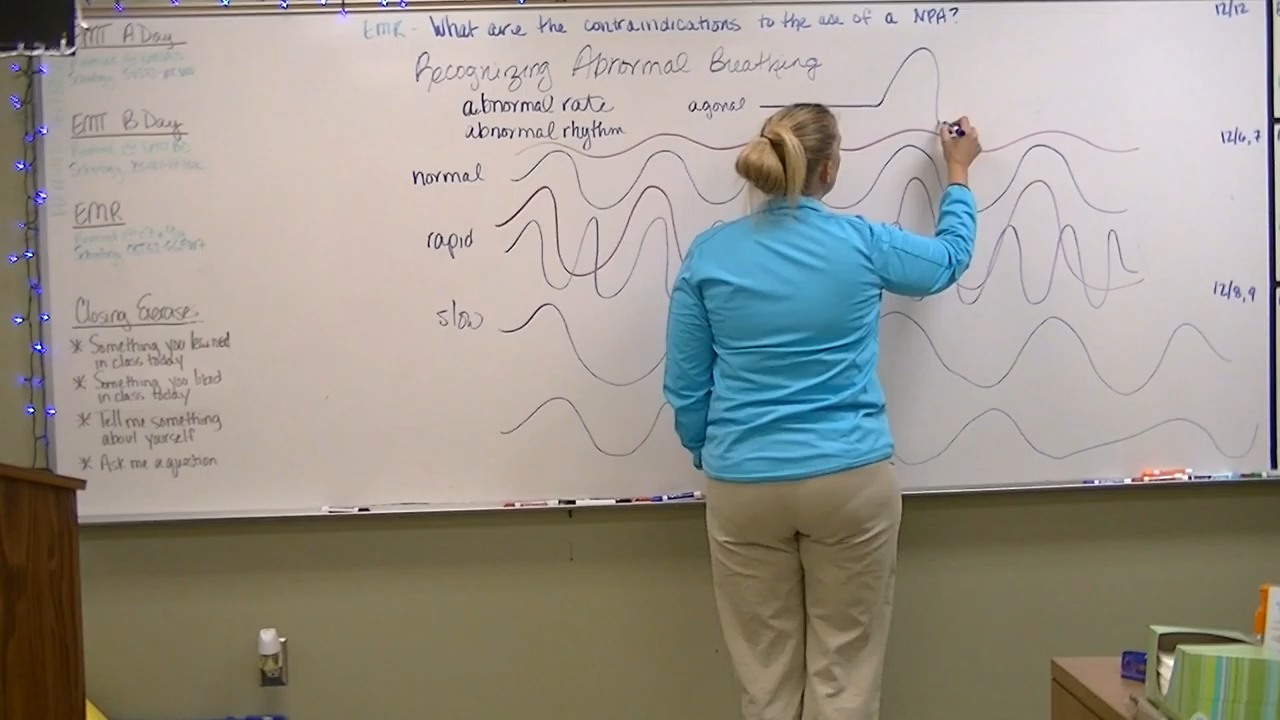 EMR - What are the contraindications to the use of a NPA?
12/12
EMT A Day
Recognizing Abnormal Breathing
abnormal rate
agonal
abnormal rhythm
EMT B Day
12/6, 7
normal
EMR
rapid
12/8, 9
Closing Exercises
slow
* Something you learned
in class today
* Something you liked
in class today
* Tell me something
about yourself
* Ask me a question